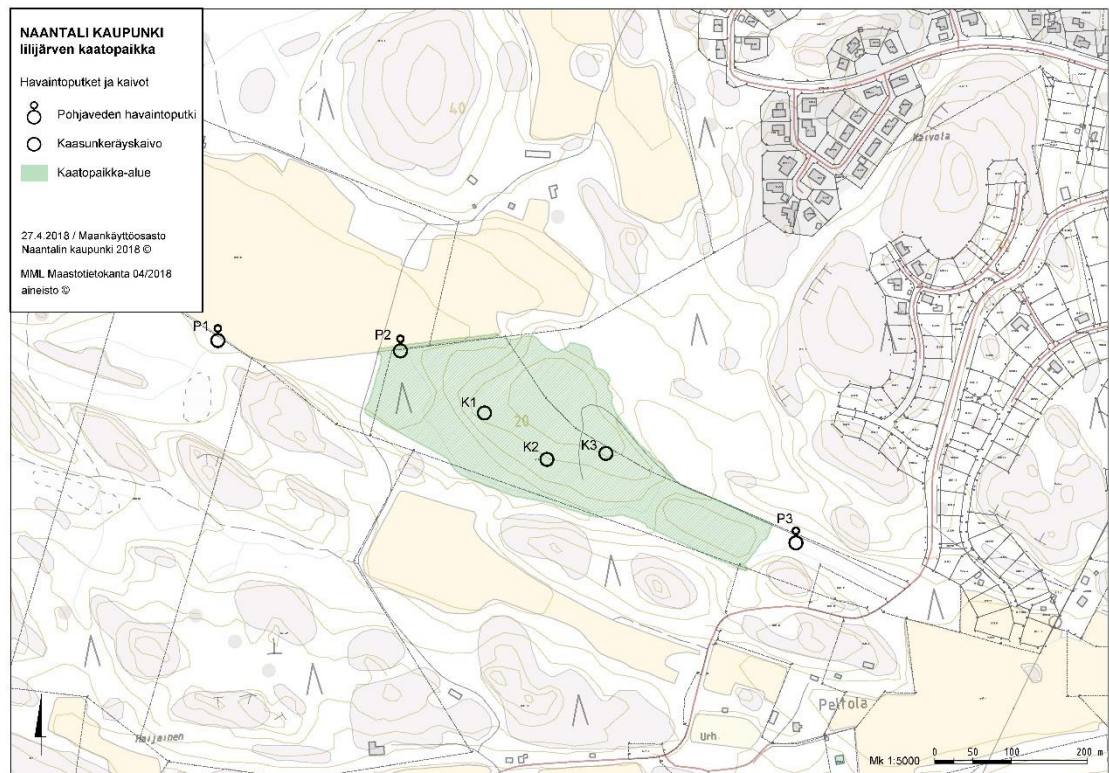 NAANTALI KAUPUNKI
Iilijärven kaatopaikka
Havaintoputket ja kaivot
Pohjaveden havaintoputki
Kaasunkeräyskaivo
Kaatopaikka-alue
27.4.2018 / Maankäyttöosasto
Naantalin kaupunki 2018 ©
MML Maastotietokanta 04/2018
aineisto ©
40
Kaivola
P1
P2
K1
20
K2
K3
P3
Haijainen
Peltola
Urh
Mk 1:5000
0 50 100 200 m